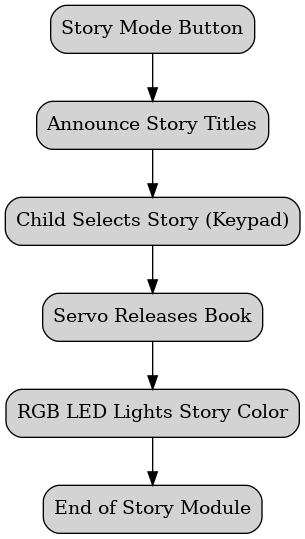 Story Mode Button
Announce Story Titles
Child Selects Story (Keypad)
Servo Releases Book
RGB LED Lights Story Color
End of Story Module